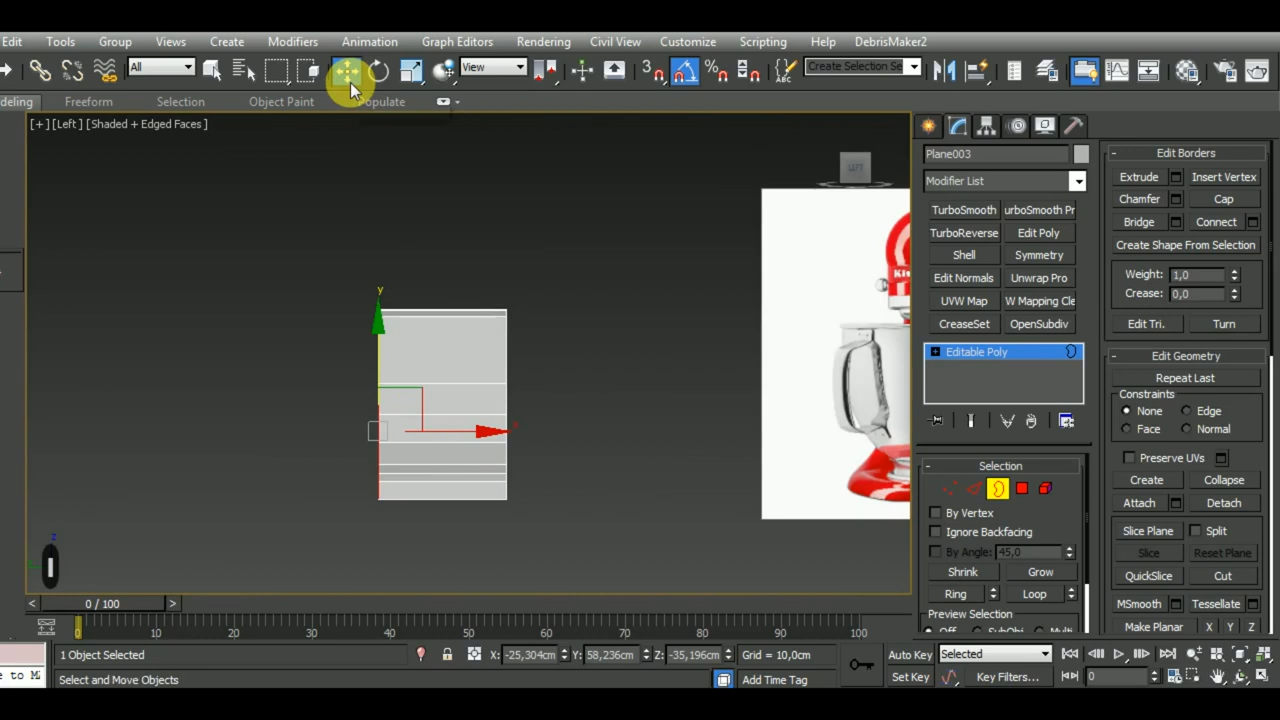 Edit Tools Group Views Create Modifiers Animation Graph Editors Rendering Civil View Customize Scripting Help DebrisMaker2
All View 3 % ABC Create Selection Se
deling Freeform Selection Object Paint Populate
[+] [Left] [Shaded + Edged Faces]
LEFT
y
z
Plane003
Modifier List
TurboSmooth urboSmooth Pr
TurboReverse Edit Poly
Shell Symmetry
Edit Normals Unwrap Pro
UVW Map W Mapping Cle
CreaseSet OpenSubdiv
+ Editable Poly
- Selection
By Vertex
Ignore Backfacing
By Angle: 45,0
Shrink Grow
Ring Loop
Preview Selection
Off SubObj Multi
- Edit Borders
Extrude Insert Vertex
Chamfer Cap
Bridge Connect
Create Shape From Selection
Weight: 1,0
Crease: 0,0
Edit Tri. Turn
- Edit Geometry
Repeat Last
Constraints
None Edge
Face Normal
Preserve UVs
Create Collapse
Attach Detach
Slice Plane Split
Slice Reset Plane
QuickSlice Cut
MSmooth Tessellate
Make Planar X Y Z
< 0 / 100 >
0 10 20 30 40 50 60 70 80 90 100
1 Object Selected X: -25,304cm Y: 58,236cm Z: -35,196cm Grid = 10,0cm Auto Key Selected
Select and Move Objects Add Time Tag Set Key Key Filters... 0